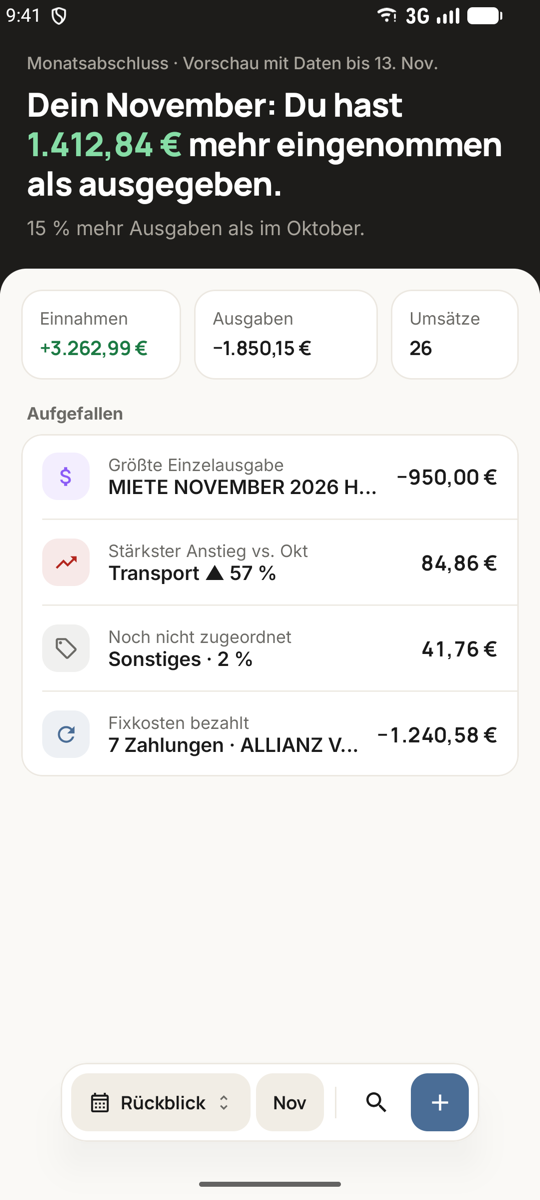 9:41
3G
Monatsabschluss · Vorschau mit Daten bis 13. Nov.
Dein November: Du hast
1.412,84 € mehr eingenommen
als ausgegeben.
15 % mehr Ausgaben als im Oktober.
Einnahmen
+3.262,99 €
Ausgaben
−1.850,15 €
Umsätze
26
Aufgefallen
Größte Einzelausgabe
MIETE NOVEMBER 2026 H...
−950,00 €
Stärkster Anstieg vs. Okt
Transport ▲ 57 %
84,86 €
Noch nicht zugeordnet
Sonstiges · 2 %
41,76 €
Fixkosten bezahlt
7 Zahlungen · ALLIANZ V...
−1.240,58 €
Rückblick
Nov